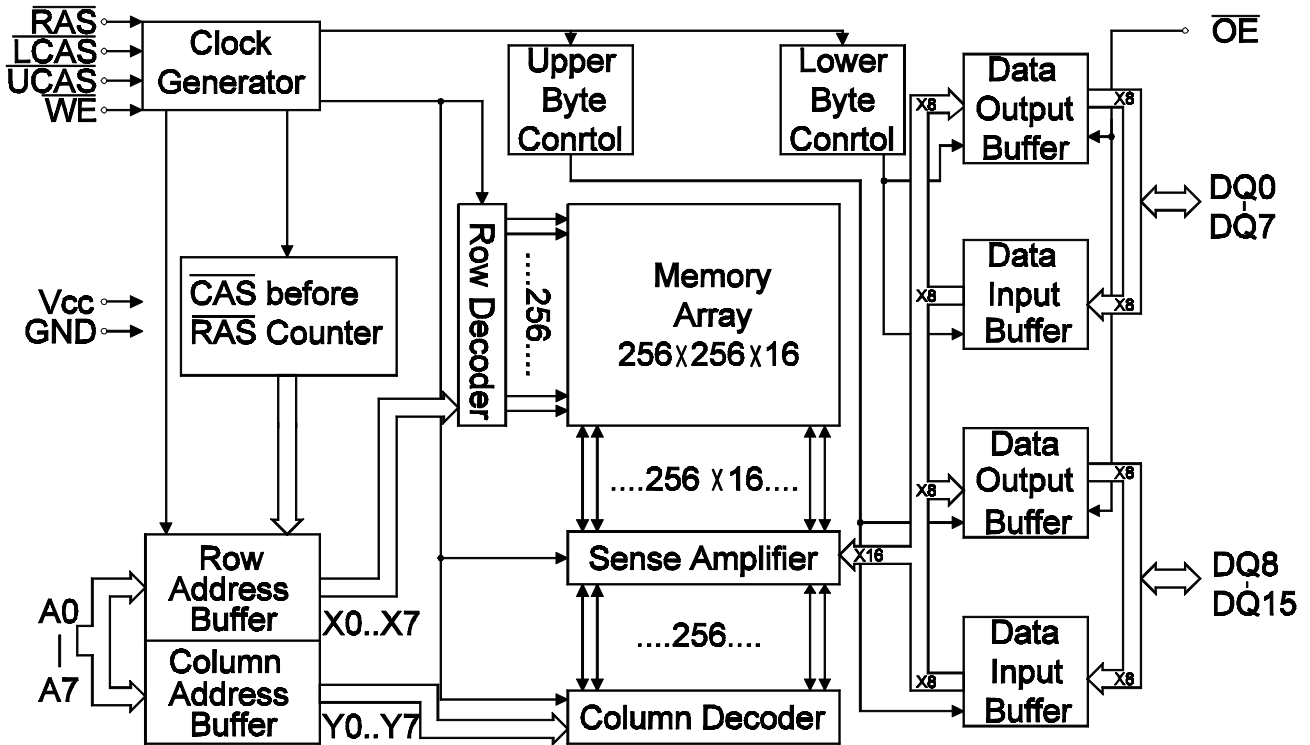 RAS
LCAS
UCAS
WE
Clock
Generator
Upper
Byte
Conrtol
Lower
Byte
Conrtol
Data
Output
Buffer
OE
X8
X8
DQ0
-
DQ7
Data
Input
Buffer
X8
X8
Vcc
GND
CAS before
RAS Counter
Row Decoder
....256....
Memory
Array
256X256X16
....256 X16....
Data
Output
Buffer
X8
X8
Sense Amplifier
X16
DQ8
-
DQ15
Row
Address
Buffer
X0..X7
A0
|
A7
Column
Address
Buffer
Y0..Y7
....256....
Column Decoder
Data
Input
Buffer
X8
X8